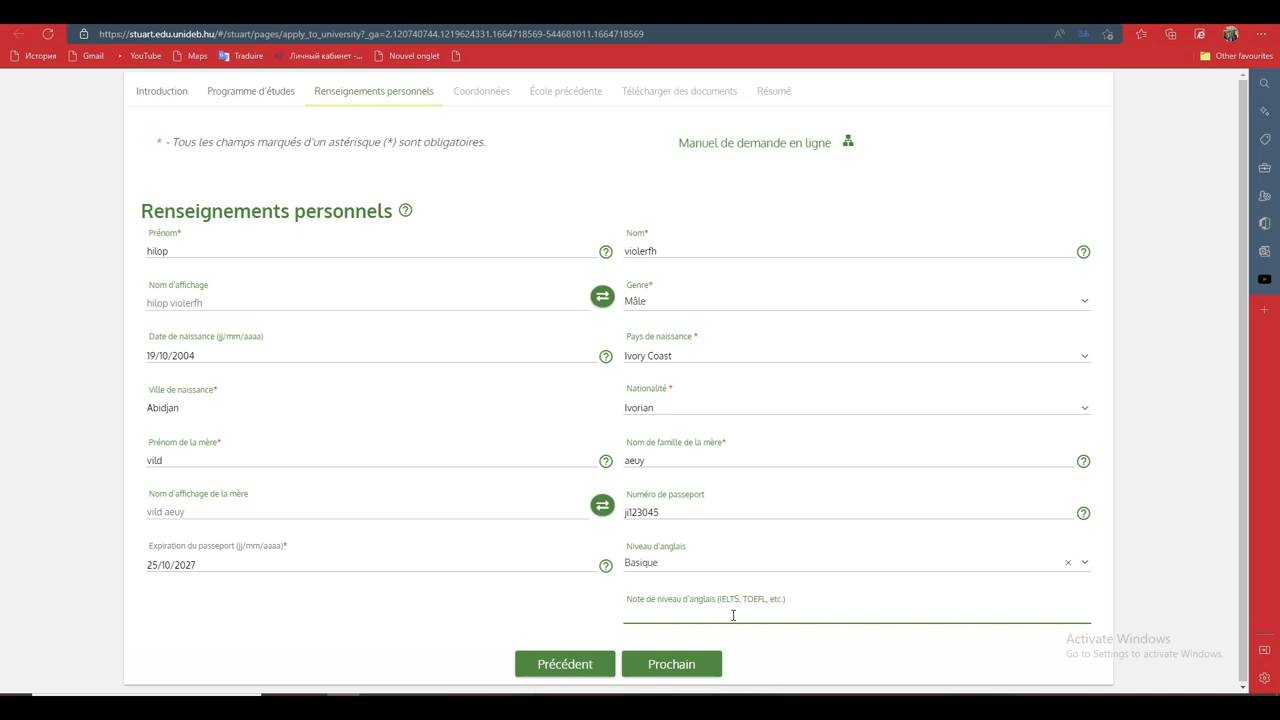 https://stuart.edu.unideb.hu/#/stuart/pages/apply_to_university?_ga=2.120740744.1219624331.1664718569-544681011.1664718569
История Gmail YouTube Maps Traduire Личный кабинет -... Nouvel onglet Other favourites
Introduction Programme d'études Renseignements personnels Coordonnées École précédente Télécharger des documents Résumé
* - Tous les champs marqués d'un astérisque (*) sont obligatoires. Manuel de demande en ligne
Renseignements personnels
Prénom* Nom*
hilop violerfh
Nom d'affichage Genre*
hilop violerfh Mâle
Date de naissance (jj/mm/aaaa) Pays de naissance *
19/10/2004 Ivory Coast
Ville de naissance* Nationalité *
Abidjan Ivorian
Prénom de la mère* Nom de famille de la mère*
vild aeuy
Nom d'affichage de la mère Numéro de passeport
vild aeuy ji123045
Expiration du passeport (jj/mm/aaaa)* Niveau d'anglais
25/10/2027 Basique
Note de niveau d'anglais (IELTS, TOEFL, etc.)
Activate Windows
Go to Settings to activate Windows.
Précédent Prochain